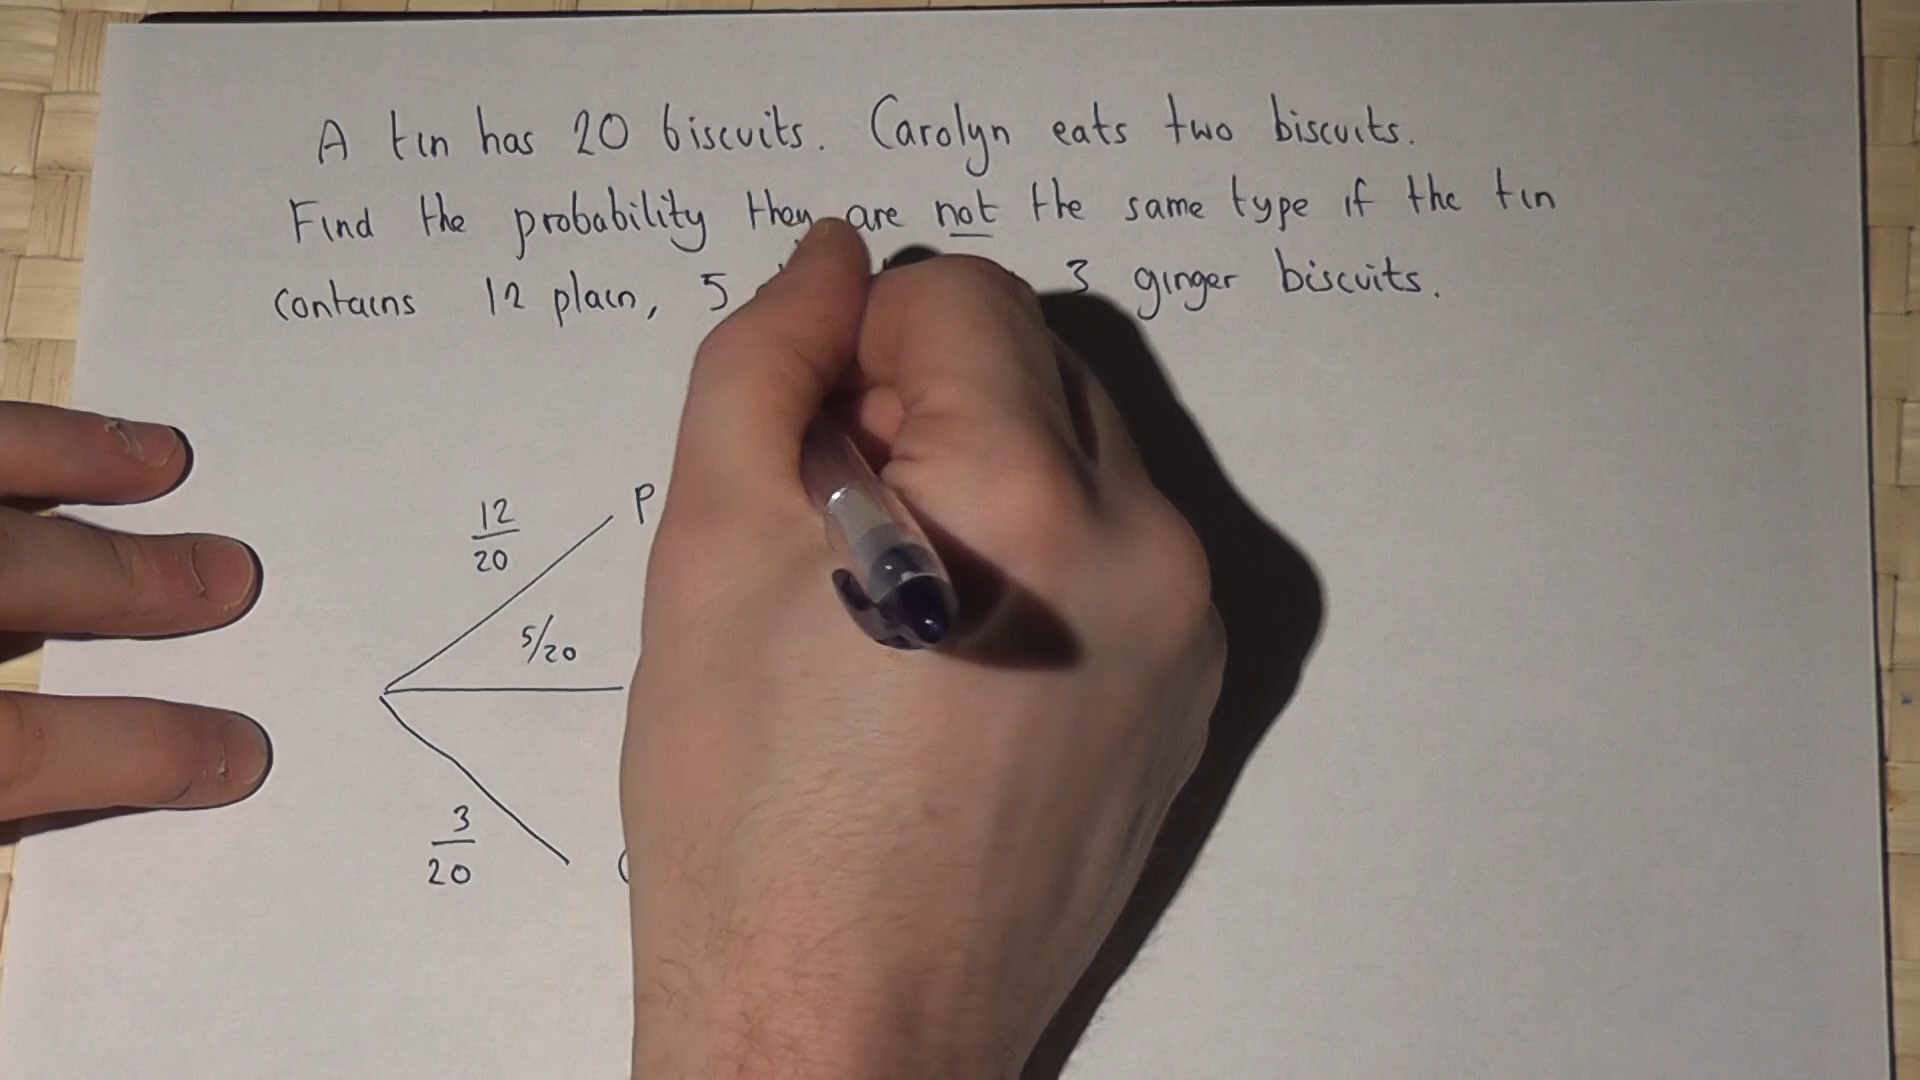 A tin has 20 biscuits. Carolyn eats two biscuits.
Find the probability they are not the same type if the tin
contains 12 plain, 5 3 ginger biscuits.
12
20
P
5/20
3
20